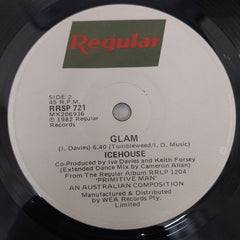 Regular
SIDE 2
45 R.P.M.
RRSP 721
MX206936
℗ 1982 Regular
Records
GLAM
(I. Davies) 6.40 (Tumbleweed/I. D. Music)
ICEHOUSE
Co-Produced by Iva Davies and Keith Forsey
(Extended Dance Mix by Cameron Allan)
From The Regular Album RRLP 1204
"PRIMITIVE MAN"
AN AUSTRALIAN COMPOSITION
Manufactured & Distributed
by WEA Records Pty.
Limited